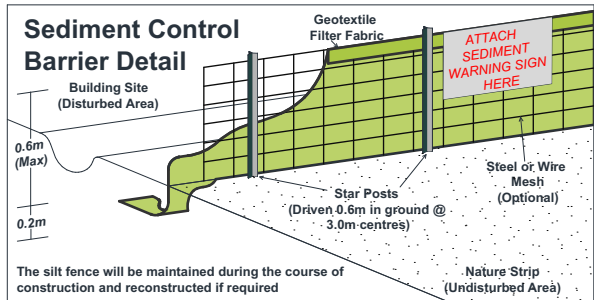 Sediment Control
Barrier Detail
Geotextile
Filter Fabric
ATTACH
SEDIMENT
WARNING SIGN
HERE
Building Site
(Disturbed Area)
0.6m
(Max)
0.2m
Steel or Wire
Mesh
(Optional)
Star Posts
(Driven 0.6m in ground @
3.0m centres)
The silt fence will be maintained during the course of
construction and reconstructed if required
Nature Strip
(Undisturbed Area)